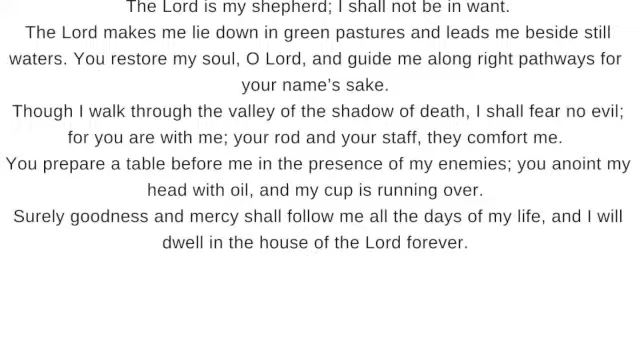 The Lord is my shepherd; I shall not be in want.
The Lord makes me lie down in green pastures and leads me beside still
waters. You restore my soul, O Lord, and guide me along right pathways for
your name’s sake.
Though I walk through the valley of the shadow of death, I shall fear no evil;
for you are with me; your rod and your staff, they comfort me.
You prepare a table before me in the presence of my enemies; you anoint my
head with oil, and my cup is running over.
Surely goodness and mercy shall follow me all the days of my life, and I will
dwell in the house of the Lord forever.